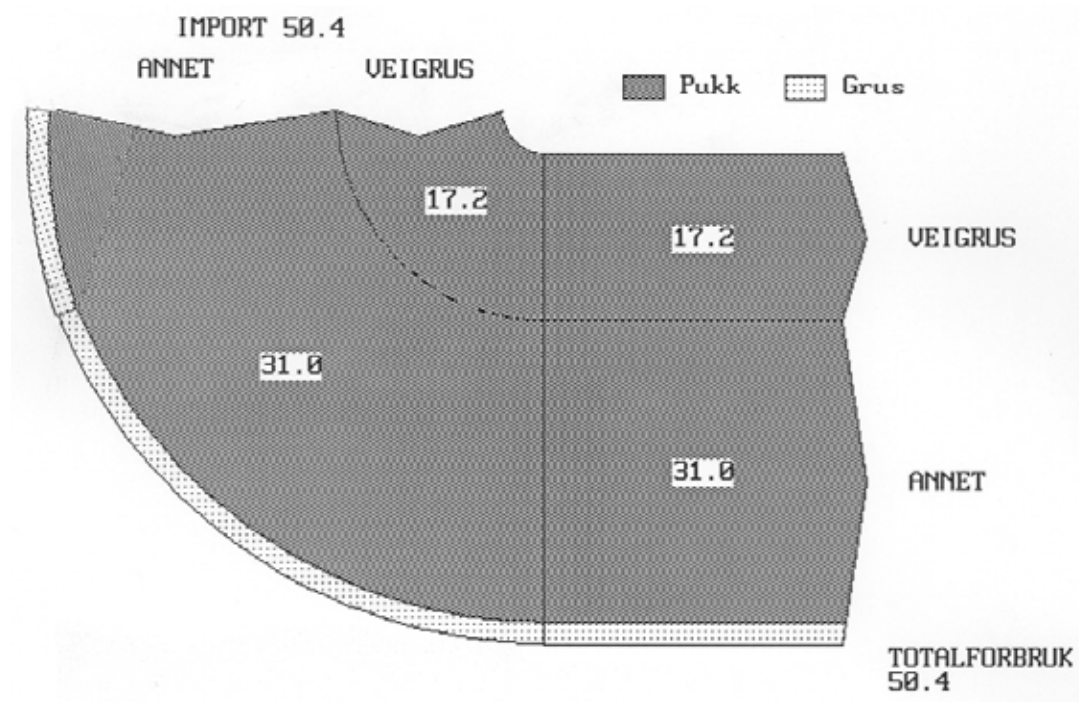 IMPORT 50.4
ANNET
VEIGRUS
Pukk
Grus
17.2
17.2
VEIGRUS
31.0
31.0
ANNET
TOTALFORBRUK
50.4